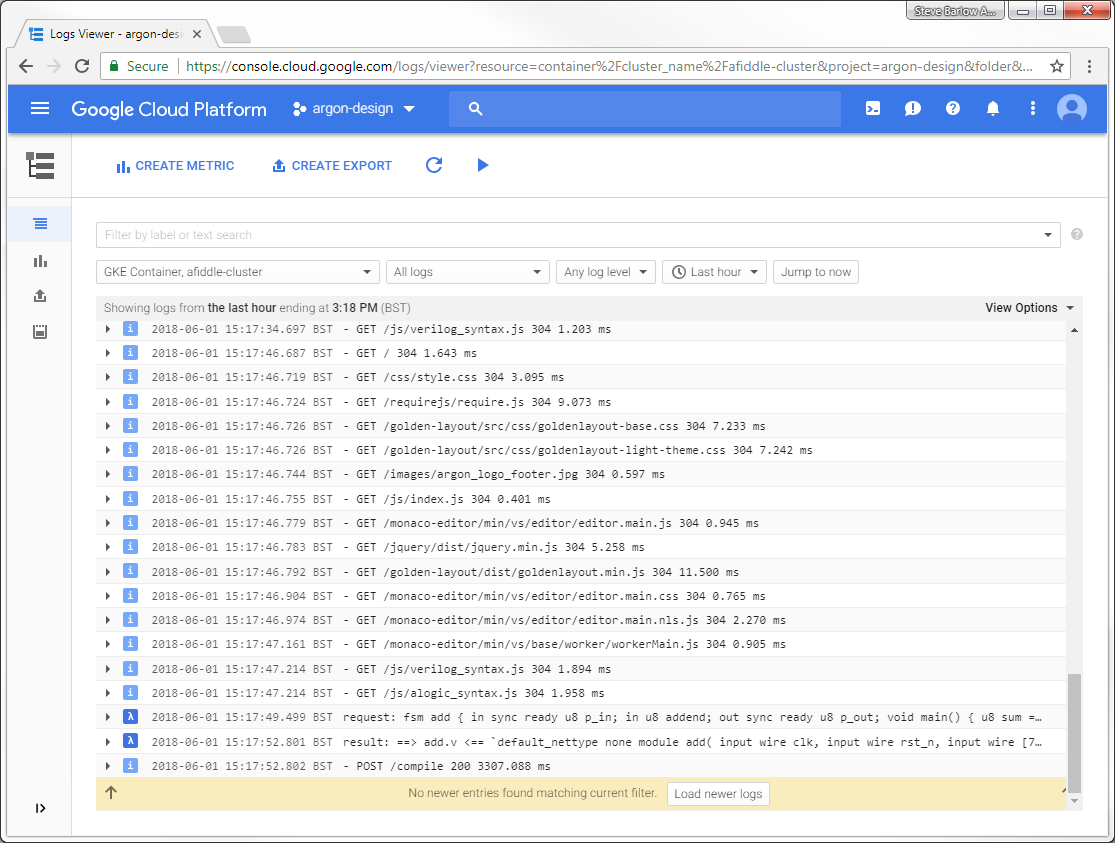 Steve Barlow A...
Logs Viewer - argon-desi
Secure https://console.cloud.google.com/logs/viewer?resource=container%2Fcluster_name%2Fafiddle-cluster&project=argon-design&folder&...
Google Cloud Platform argon-design
CREATE METRIC CREATE EXPORT
Filter by label or text search
GKE Container, afiddle-cluster All logs Any log level Last hour Jump to now
Showing logs from the last hour ending at 3:18 PM (BST) View Options
i 2018-06-01 15:17:34.697 BST - GET /js/verilog_syntax.js 304 1.203 ms
i 2018-06-01 15:17:46.687 BST - GET / 304 1.643 ms
i 2018-06-01 15:17:46.719 BST - GET /css/style.css 304 3.095 ms
i 2018-06-01 15:17:46.724 BST - GET /requirejs/require.js 304 9.073 ms
i 2018-06-01 15:17:46.726 BST - GET /golden-layout/src/css/goldenlayout-base.css 304 7.233 ms
i 2018-06-01 15:17:46.726 BST - GET /golden-layout/src/css/goldenlayout-light-theme.css 304 7.242 ms
i 2018-06-01 15:17:46.744 BST - GET /images/argon_logo_footer.jpg 304 0.597 ms
i 2018-06-01 15:17:46.755 BST - GET /js/index.js 304 0.401 ms
i 2018-06-01 15:17:46.779 BST - GET /monaco-editor/min/vs/editor/editor.main.js 304 0.945 ms
i 2018-06-01 15:17:46.783 BST - GET /jquery/dist/jquery.min.js 304 5.258 ms
i 2018-06-01 15:17:46.792 BST - GET /golden-layout/dist/goldenlayout.min.js 304 11.500 ms
i 2018-06-01 15:17:46.904 BST - GET /monaco-editor/min/vs/editor/editor.main.css 304 0.765 ms
i 2018-06-01 15:17:46.974 BST - GET /monaco-editor/min/vs/editor/editor.main.nls.js 304 2.270 ms
i 2018-06-01 15:17:47.161 BST - GET /monaco-editor/min/vs/base/worker/workerMain.js 304 0.905 ms
i 2018-06-01 15:17:47.214 BST - GET /js/verilog_syntax.js 304 1.894 ms
i 2018-06-01 15:17:47.214 BST - GET /js/alogic_syntax.js 304 1.958 ms
λ 2018-06-01 15:17:49.499 BST request: fsm add { in sync ready u8 p_in; in u8 addend; out sync ready u8 p_out; void main() { u8 sum =…
λ 2018-06-01 15:17:52.801 BST result: ==> add.v <== `default_nettype none module add( input wire clk, input wire rst_n, input wire [7…
i 2018-06-01 15:17:52.802 BST - POST /compile 200 3307.088 ms
No newer entries found matching current filter. Load newer logs